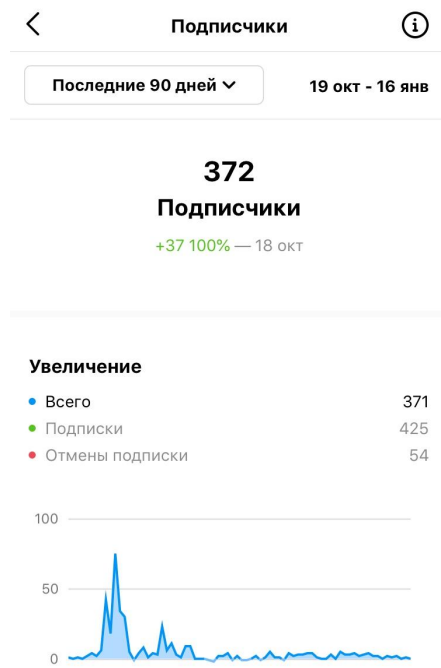 Подписчики
Последние 90 дней
19 окт - 16 янв
372
Подписчики
+37 100% — 18 окт
Увеличение
Всего 371
Подписки 425
Отмены подписки 54
100
50
0